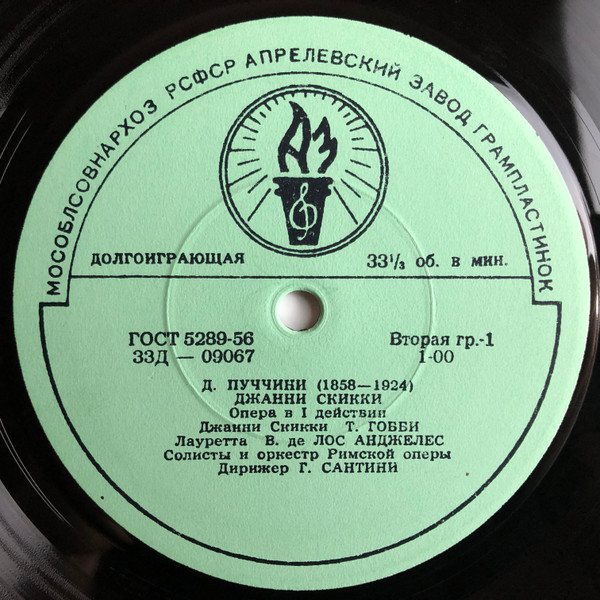 МОСОБЛСОВНАРХОЗ РСФСР АПРЕЛЕВСКИЙ ЗАВОД ГРАМПЛАСТИНОК
АЗ
ДОЛГОИГРАЮЩАЯ 33⅓ об. в мин.
ГОСТ 5289-56 Вторая гр.-1
33Д — 09067 1-00
Д. ПУЧЧИНИ (1858—1924)
ДЖАННИ СКИККИ
Опера в I действии
Джанни Скикки Т. ГОББИ
Лауретта В. де ЛОС АНДЖЕЛЕС
Солисты и оркестр Римской оперы
Дирижер Г. САНТИНИ